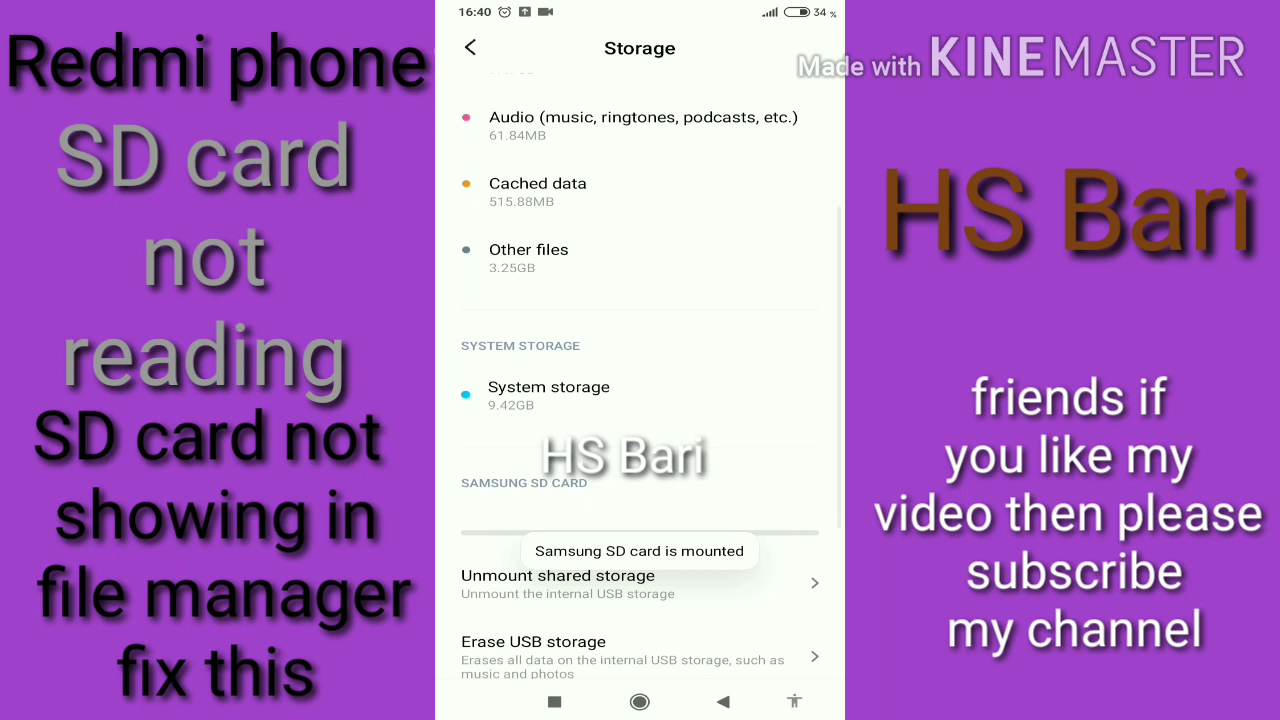 Redmi phone
SD card
not
reading
SD card not
showing in
file manager
fix this
16:40
34 %
Storage
Audio (music, ringtones, podcasts, etc.)
61.84MB
Cached data
515.88MB
Other files
3.25GB
SYSTEM STORAGE
System storage
9.42GB
HS Bari
SAMSUNG SD CARD
Samsung SD card is mounted
Unmount shared storage
Unmount the internal USB storage
Erase USB storage
Erases all data on the internal USB storage, such as
music and photos
Made with KINEMASTER
HS Bari
friends if
you like my
video then please
subscribe
my channel